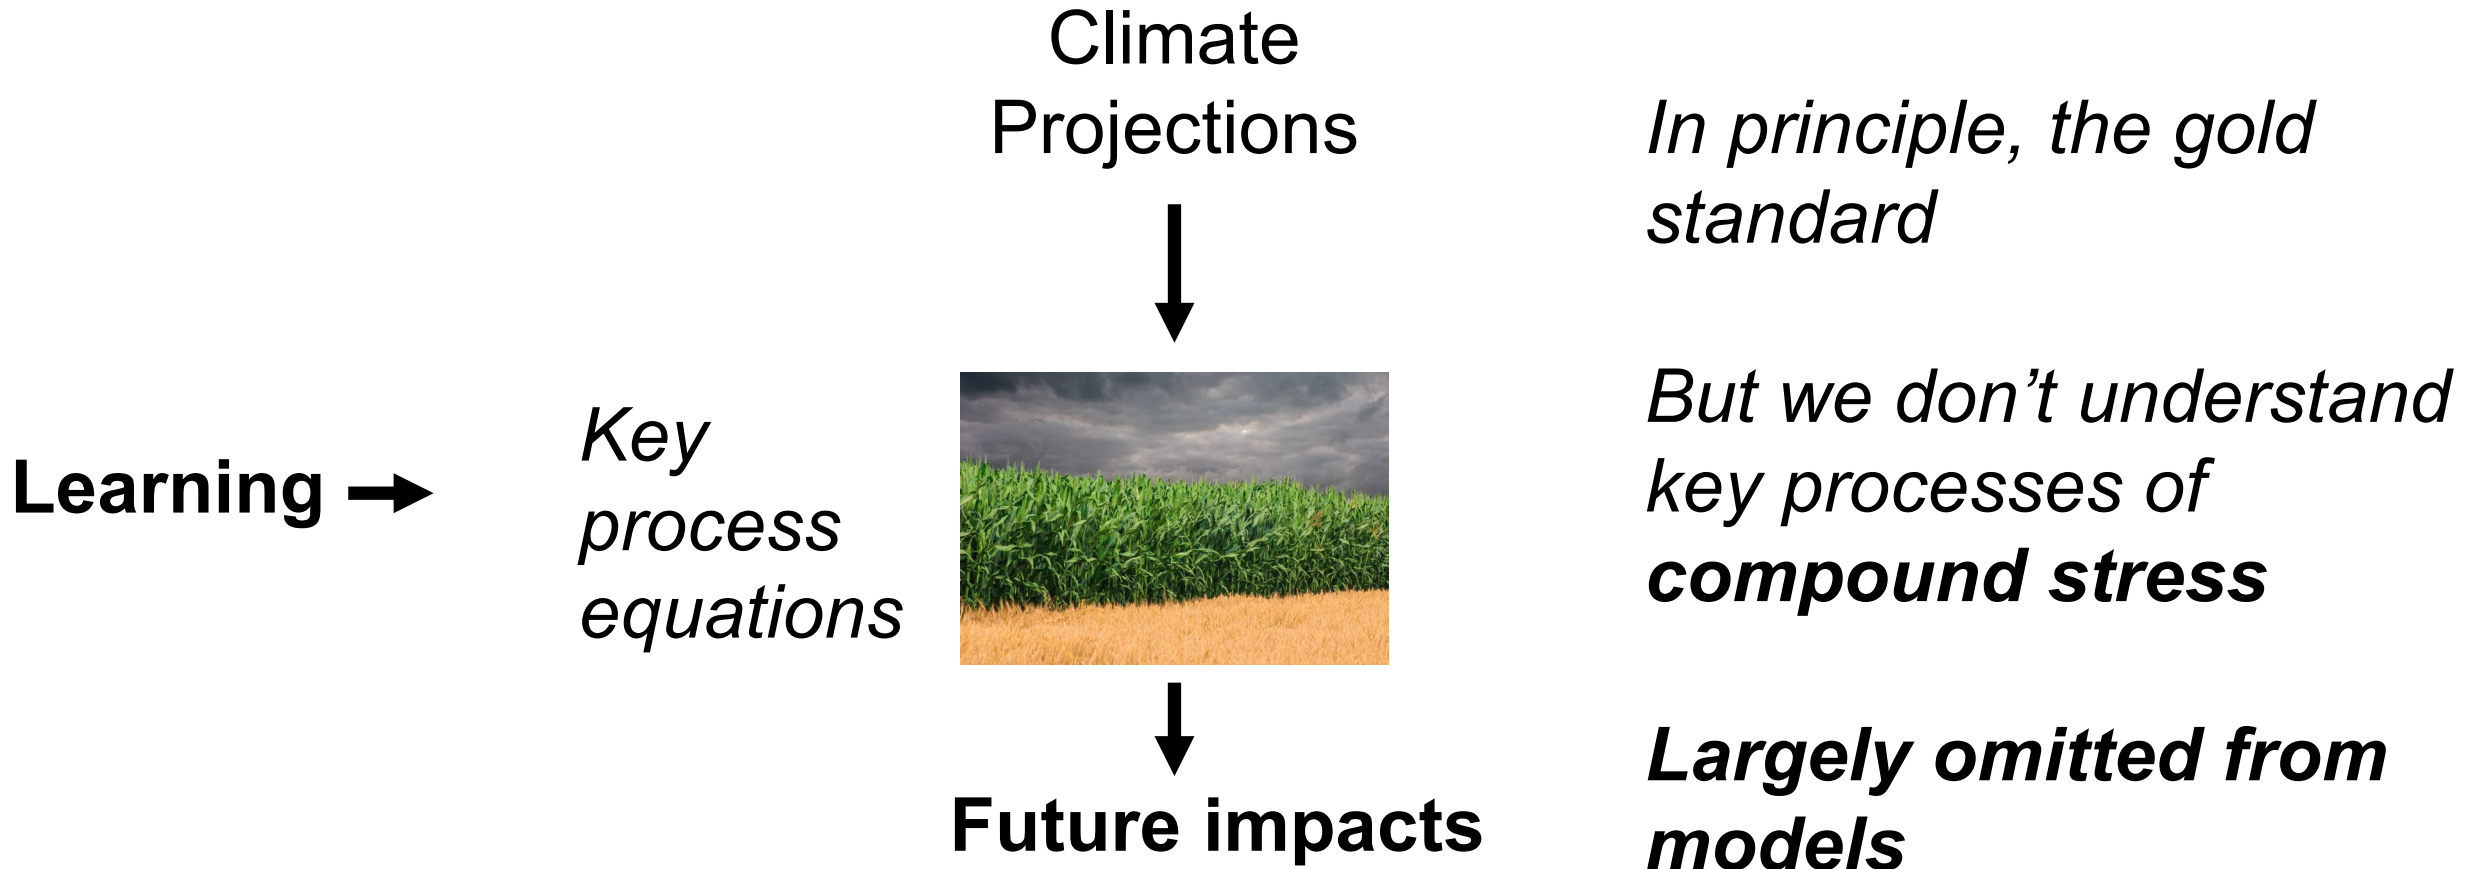 Climate
Projections
In principle, the gold
standard
Learning
Key
process
equations
But we don’t understand
key processes of
compound stress
Future impacts
Largely omitted from
models